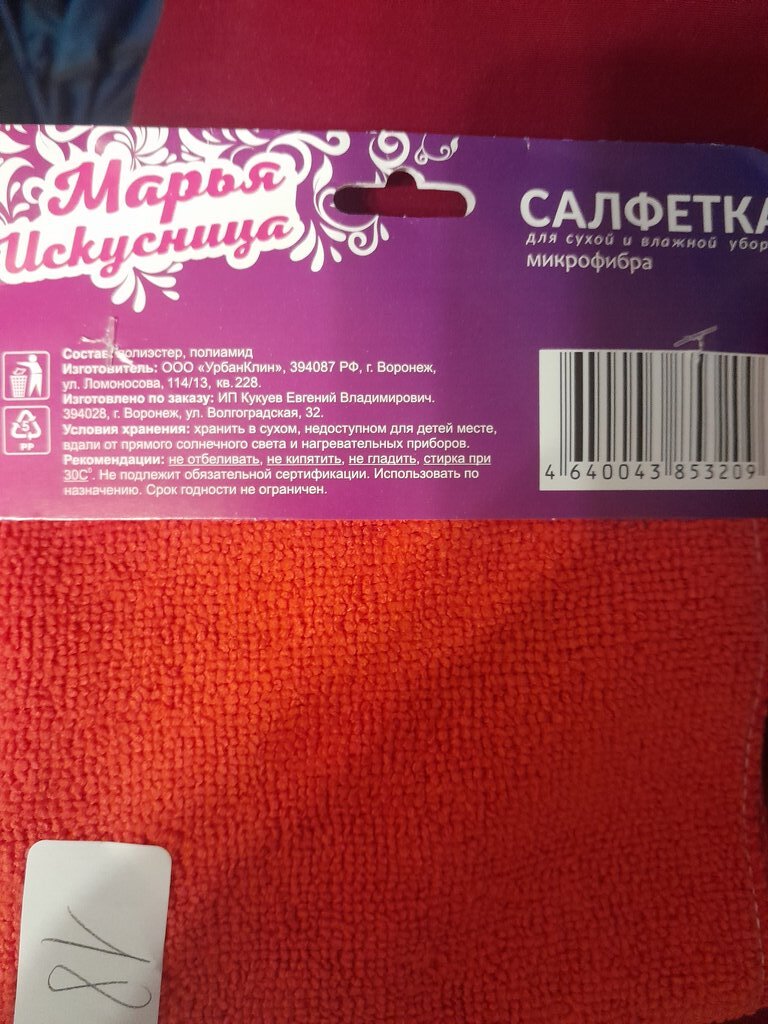 Марья
Искусница
САЛФЕТКА
для сухой и влажной убор
микрофибра
Состав: полиэстер, полиамид
Изготовитель: ООО «УрбанКлин», 394087 РФ, г. Воронеж,
ул. Ломоносова, 114/13, кв.228.
Изготовлено по заказу: ИП Кукуев Евгений Владимирович.
394028, г. Воронеж, ул. Волгоградская, 32.
Условия хранения: хранить в сухом, недоступном для детей месте,
вдали от прямого солнечного света и нагревательных приборов.
Рекомендации: не отбеливать, не кипятить, не гладить, стирка при
30С°. Не подлежит обязательной сертификации. Использовать по
назначению. Срок годности не ограничен.
5
PP
4 640043 853209
18